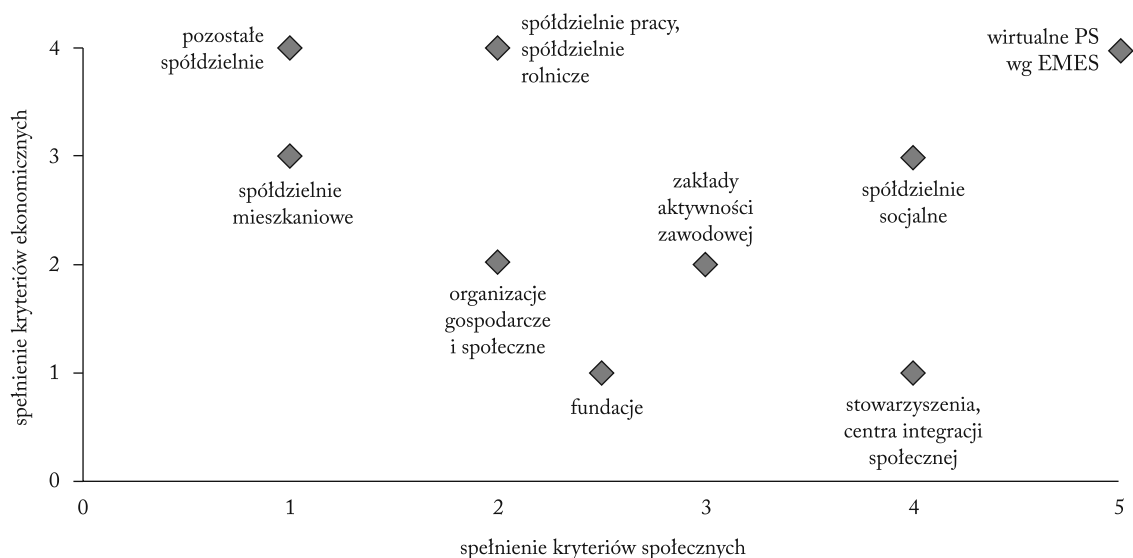 spełnienie kryteriów ekonomicznych
4
3
2
1
0
pozostałe
spółdzielnie
spółdzielnie pracy,
spółdzielnie
rolnicze
wirtualne PS
wg EMES
spółdzielnie
mieszkaniowe
zakłady
aktywności
zawodowej
spółdzielnie
socjalne
organizacje
gospodarcze
i społeczne
fundacje
stowarzyszenia,
centra integracji
społecznej
0
1
2
3
4
5
spełnienie kryteriów społecznych